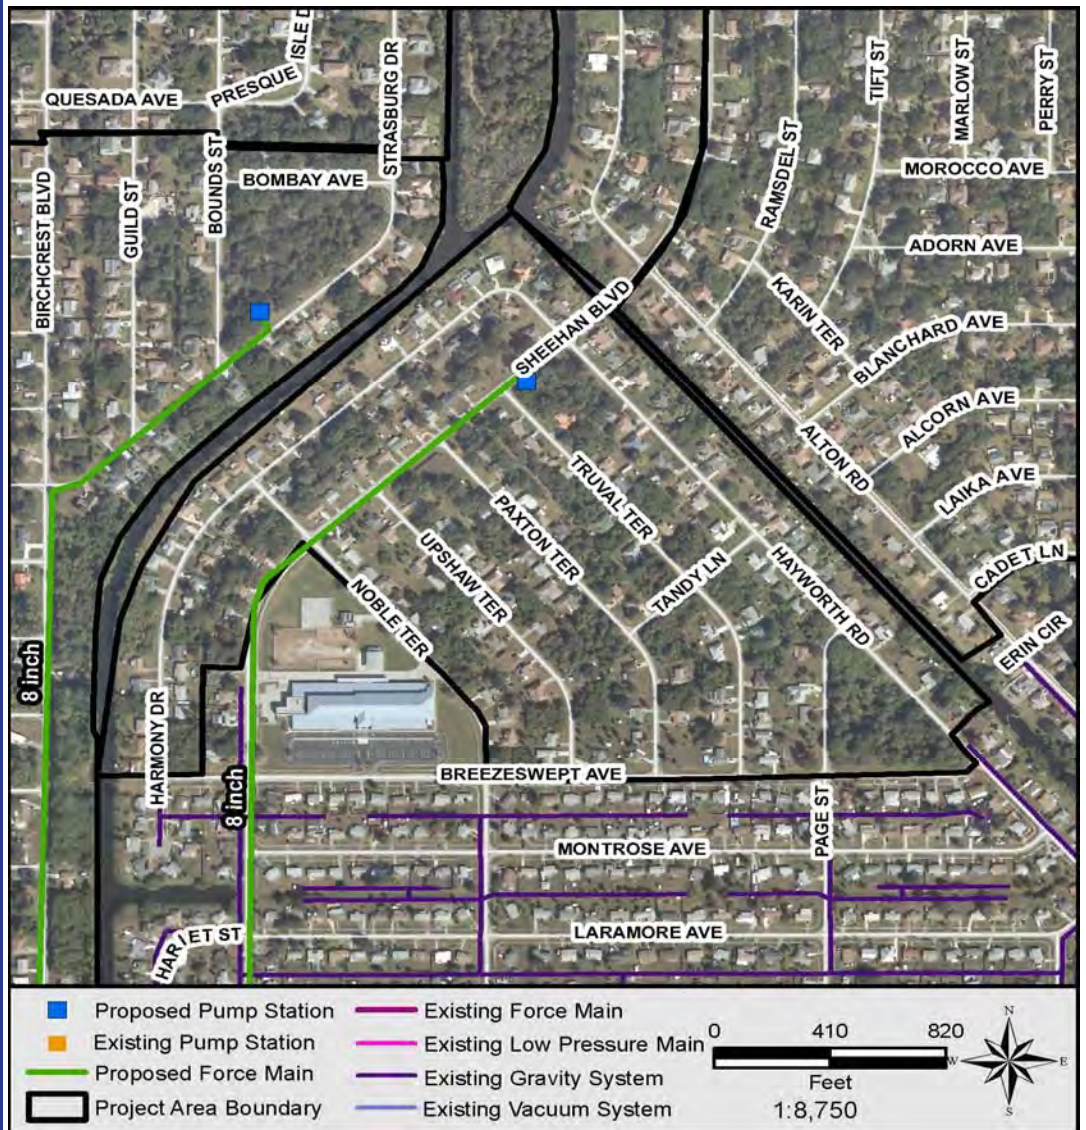 PRESQUE ISLE D
STRASBURG DR
QUESADA AVE
TIFT ST
MARLOW ST
PERRY ST
BIRCHCREST BLVD
GUILD ST
BOUNDS ST
BOMBAY AVE
RAMSDEL ST
MOROCCO AVE
ADORN AVE
SHEEHAN BLVD
KARIN TER
BLANCHARD AVE
ALCORN AVE
ALTON RD
LAIKA AVE
TRUVAL TER
PAXTON TER
UPSHAW TER
NOBLE TER
TANDY LN
HAYWORTH RD
CADET LN
ERIN CIR
8 inch
HARMONY DR
8 inch
BREEZESWEPT AVE
PAGE ST
MONTROSE AVE
HARIET ST
LARAMORE AVE
Proposed Pump Station
Existing Pump Station
Proposed Force Main
Project Area Boundary
Existing Force Main
Existing Low Pressure Main
Existing Gravity System
Existing Vacuum System
0 410 820
Feet
1:8,750
N
W
E
S